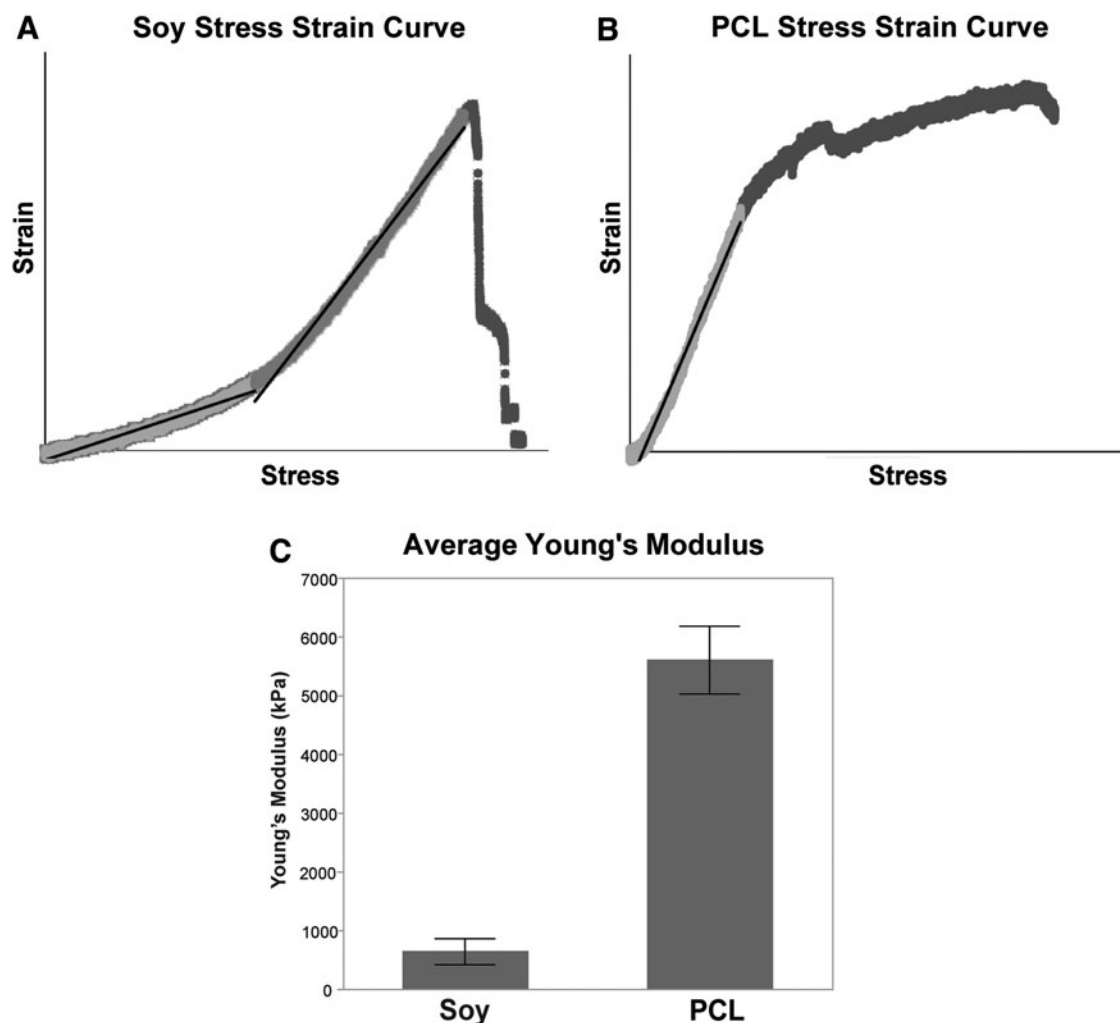 A
Soy Stress Strain Curve
Strain
Stress
B
PCL Stress Strain Curve
Strain
Stress
C
Average Young's Modulus
Young's Modulus (kPa)
7000
6000
5000
4000
3000
2000
1000
0
Soy
PCL